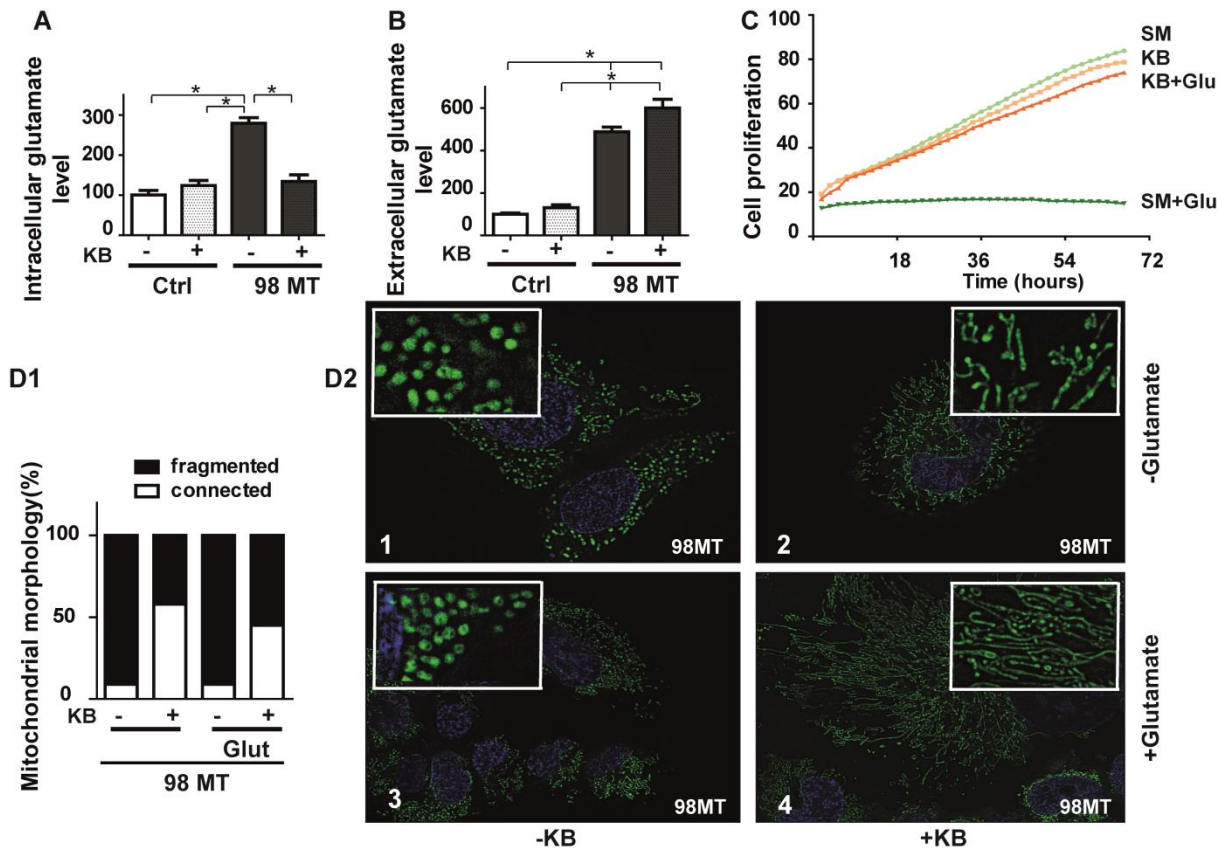 A
Intracellular glutamate
level
300
200
100
0
*
*
*
KB
-
+
-
+
Ctrl
98 MT
B
Extracellular glutamate
level
600
400
200
0
*
*
KB
-
+
-
+
Ctrl
98 MT
C
Cell proliferation
100
80
60
40
20
0
18
36
54
72
Time (hours)
SM
KB
KB+Glu
SM+Glu
D1
fragmented
connected
Mitochondrial morphology(%)
100
50
0
KB
-
+
-
+
Glut
98 MT
D2
1
98MT
2
98MT
-Glutamate
3
98MT
4
98MT
+Glutamate
-KB
+KB